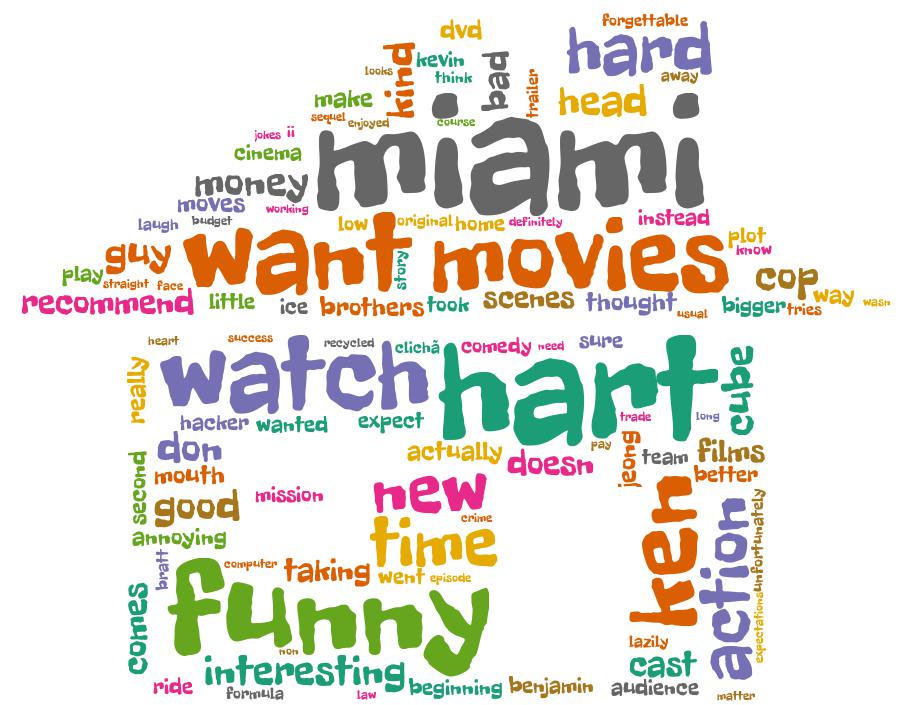 forgettable
dvd
hard
kind
kevin
bad
looks
think
away
trailer
make
head
sequel
enjoyed
course
miami
jokes ii
cinema
money
moves
working
laugh
budget
low
original
home
definitely
instead
guy
want
story
movies
plot
know
play
straight
face
cop
way
wasn
recommend
little
ice
brothers
took
scenes
thought
usual
bigger
tries
heart
success
recycled
clichã
comedy
need
sure
really
watch
hart
cube
hacker
wanted
expect
trade
long
don
actually
pay
jeong
team
films
second
mouth
doesn
better
good
mission
new
ken
action
unfortunately
crime
annoying
time
bratt
computer
taking
went
episode
comes
funny
expectations
non
lazily
interesting
cast
ride
formula
law
beginning
benjamin
audience
matter